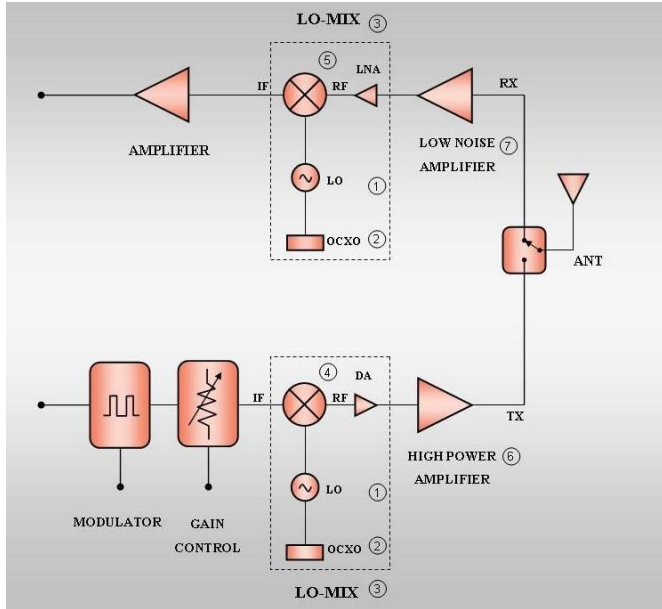 LO-MIX ③
⑤
LNA
IF
RF
RX
AMPLIFIER
LOW NOISE ⑦
AMPLIFIER
LO ①
OCXO ②
ANT
④
DA
IF
RF
TX
HIGH POWER ⑥
AMPLIFIER
LO ①
MODULATOR
GAIN
CONTROL
OCXO ②
LO-MIX ③